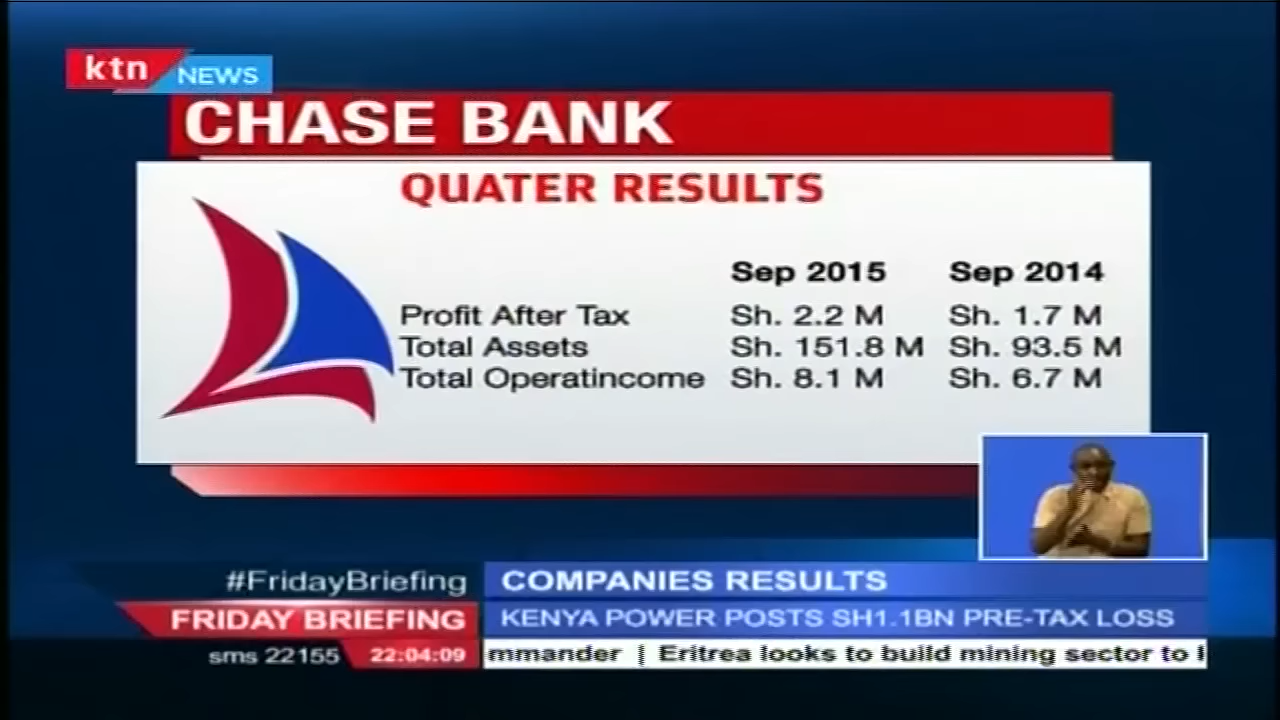 ktn NEWS
CHASE BANK
QUATER RESULTS
Sep 2015 Sep 2014
Profit After Tax Sh. 2.2 M Sh. 1.7 M
Total Assets Sh. 151.8 M Sh. 93.5 M
Total Operatincome Sh. 8.1 M Sh. 6.7 M
#FridayBriefing COMPANIES RESULTS
FRIDAY BRIEFING KENYA POWER POSTS SH1.1BN PRE-TAX LOSS
sms 22155 22:04:09 mmander | Eritrea looks to build mining sector to